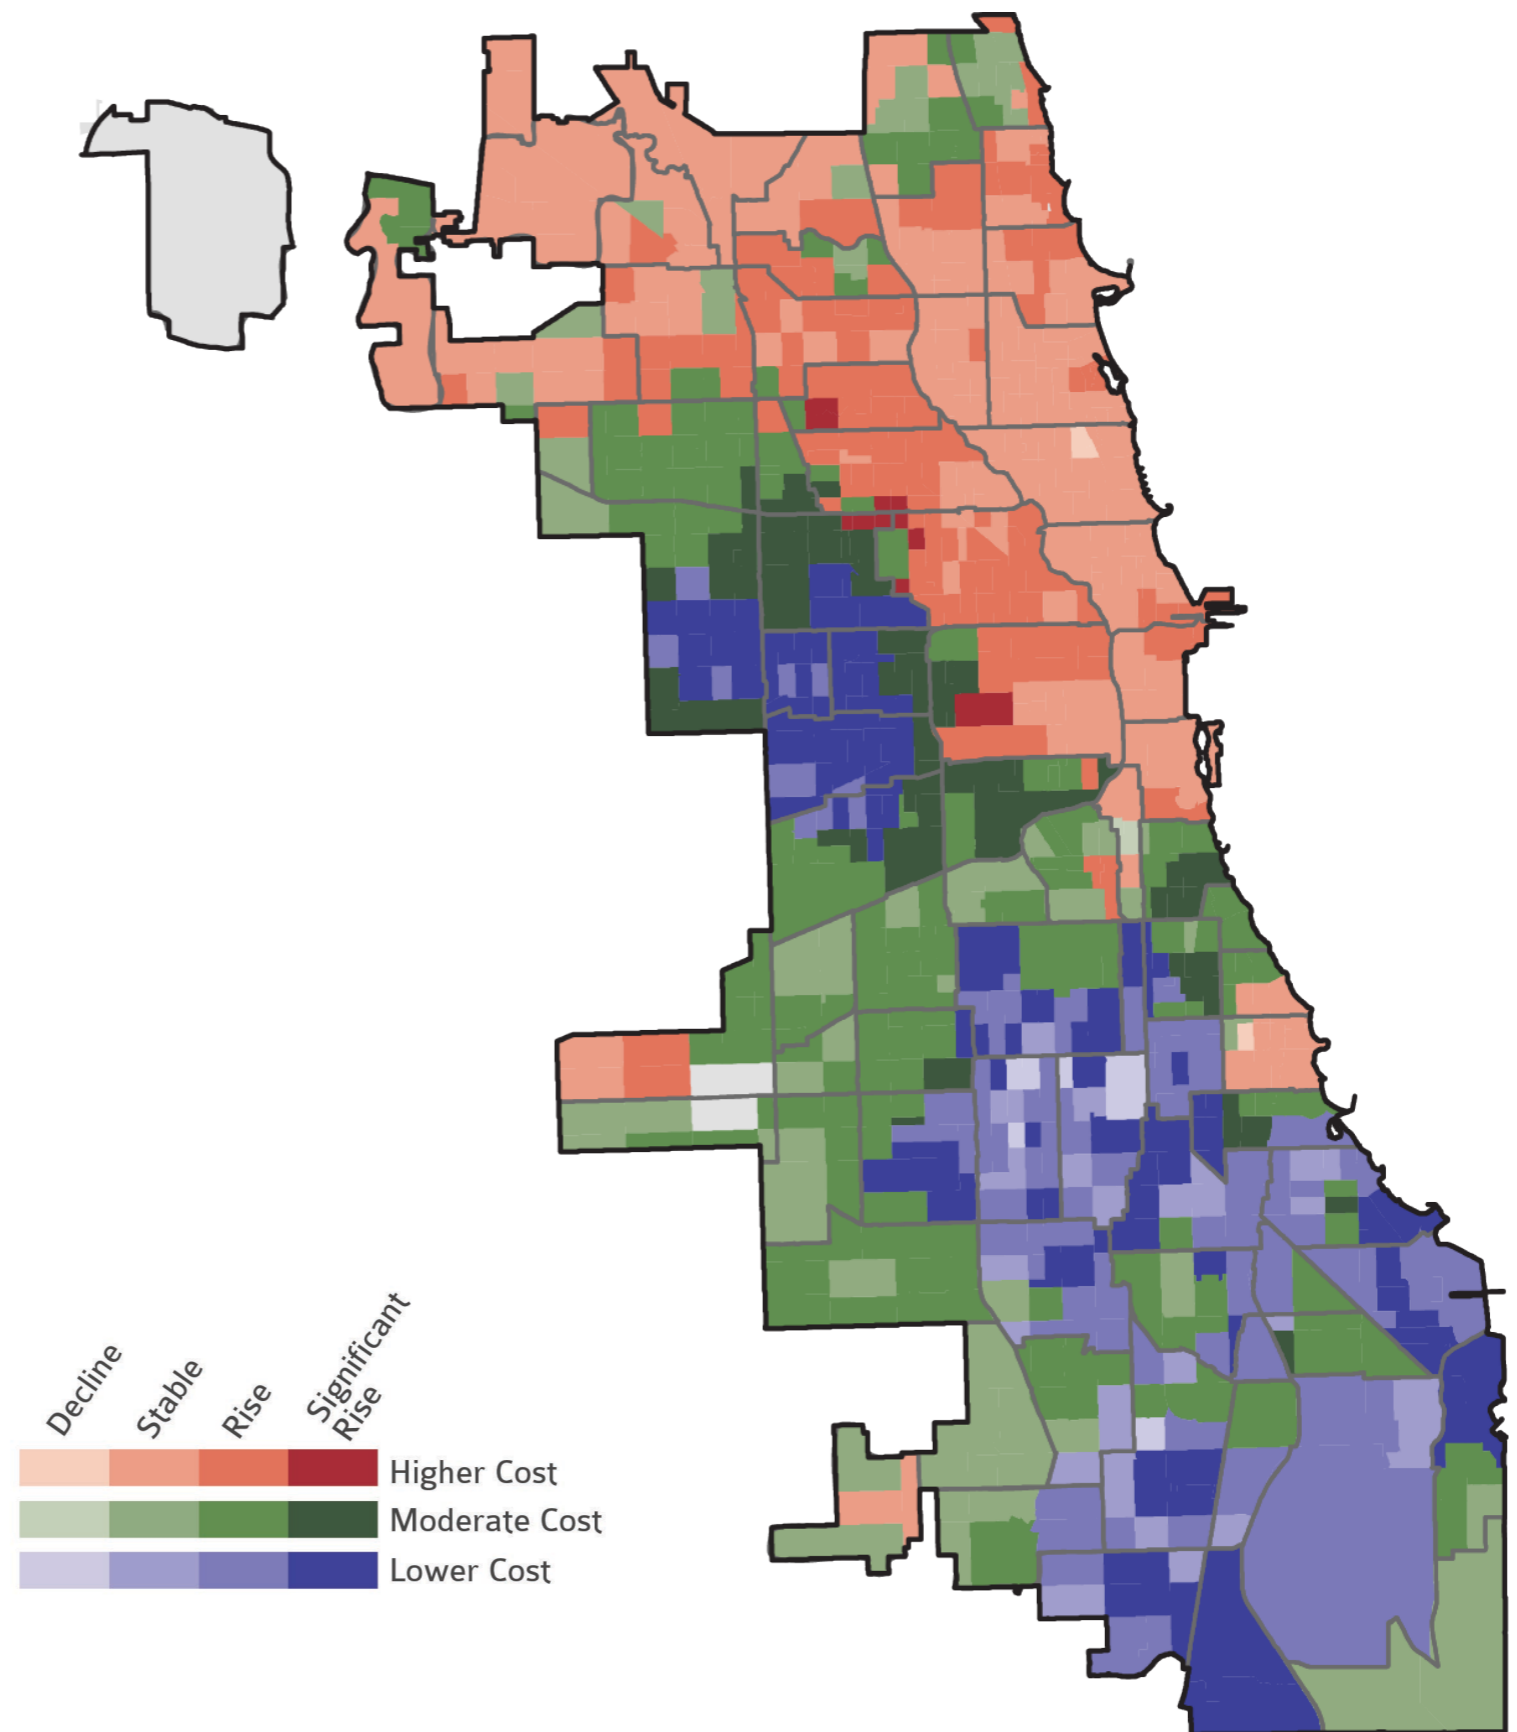 Decline
Stable
Rise
Significant
Rise
Higher Cost
Moderate Cost
Lower Cost